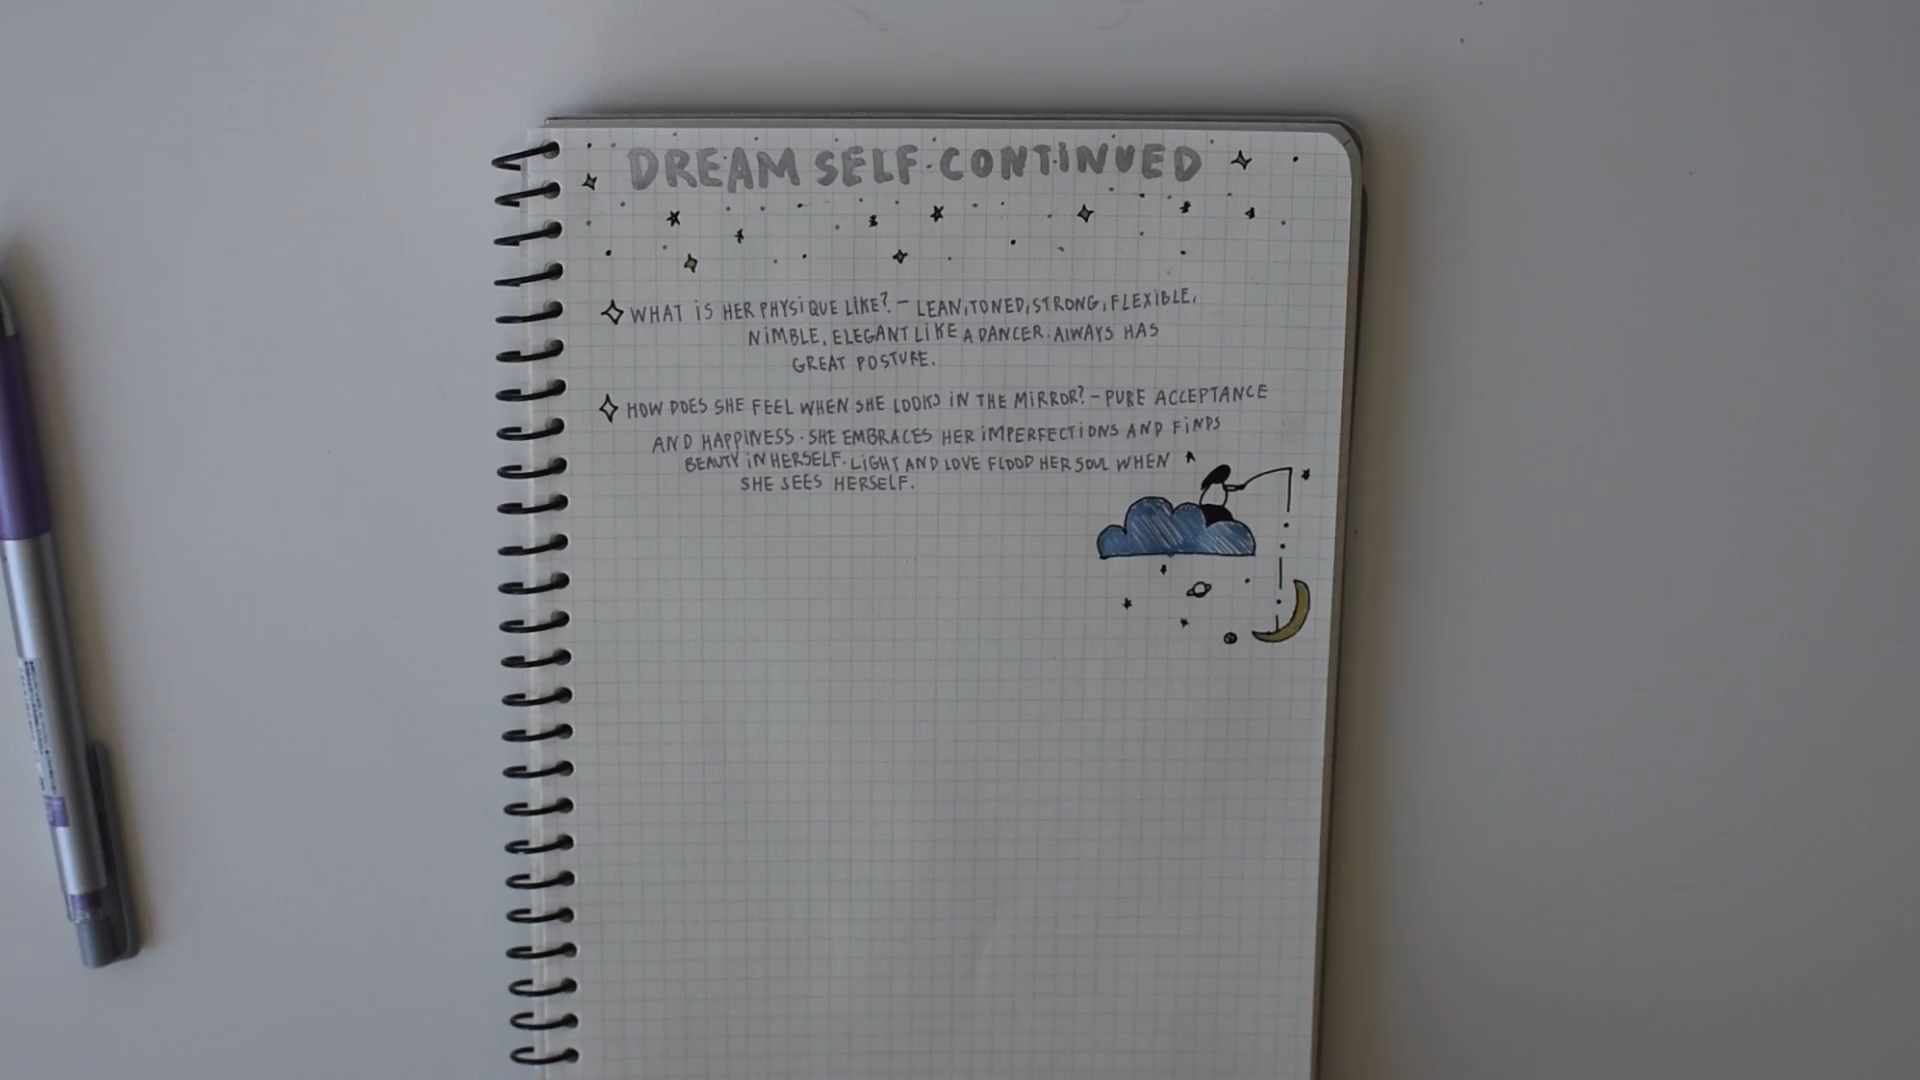 DREAM SELF CONTINUED
WHAT IS HER PHYSIQUE LIKE? - LEAN, TONED, STRONG, FLEXIBLE,
NIMBLE, ELEGANT LIKE A DANCER. ALWAYS HAS
GREAT POSTURE.
HOW DOES SHE FEEL WHEN SHE LOOKS IN THE MIRROR? - PURE ACCEPTANCE
AND HAPPINESS. SHE EMBRACES HER IMPERFECTIONS AND FINDS
BEAUTY IN HERSELF. LIGHT AND LOVE FLOOD HER SOUL WHEN
SHE SEES HERSELF.